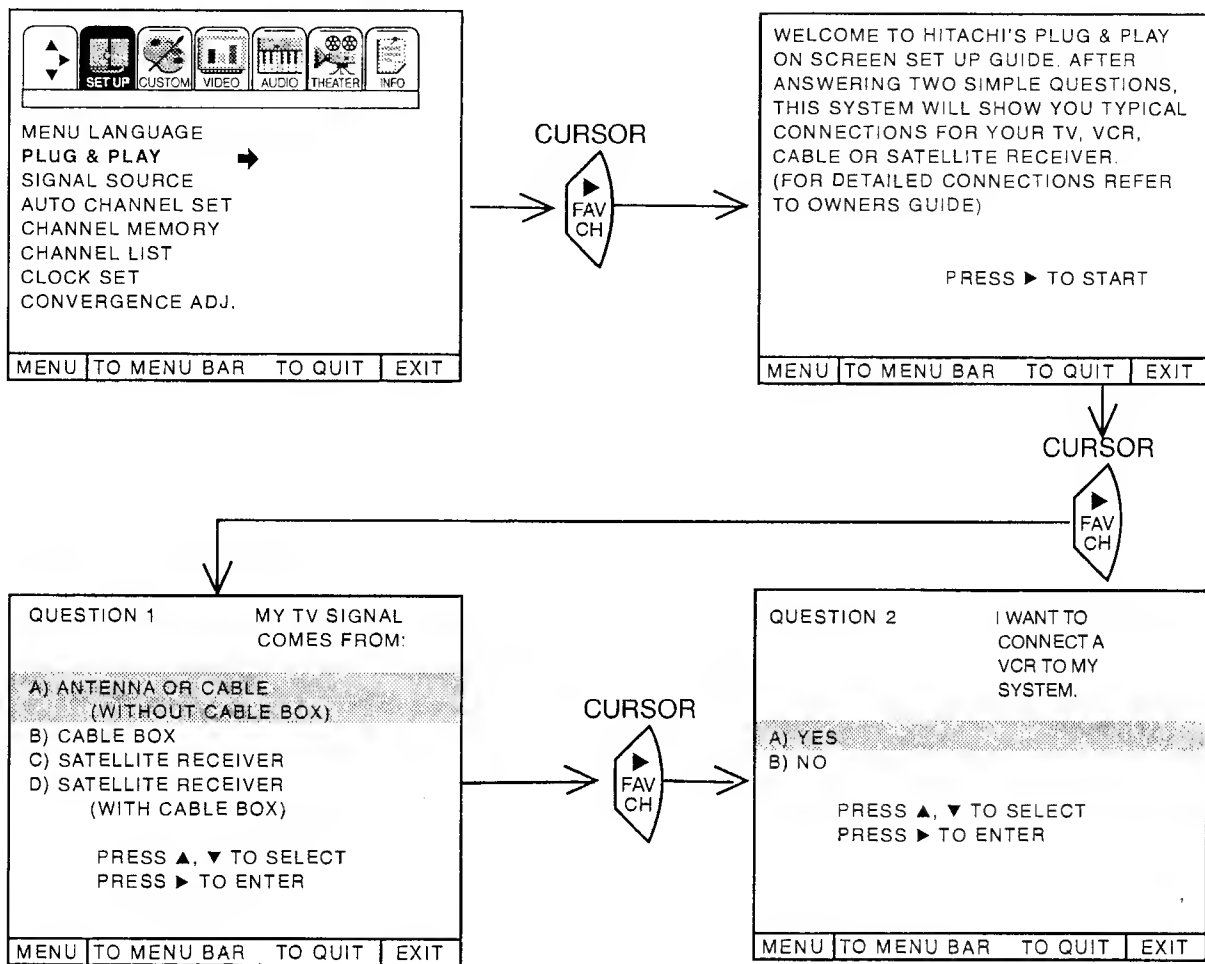 SET UP CUSTOM VIDEO AUDIO THEATER INFO
MENU LANGUAGE
PLUG & PLAY
SIGNAL SOURCE
AUTO CHANNEL SET
CHANNEL MEMORY
CHANNEL LIST
CLOCK SET
CONVERGENCE ADJ.
MENU TO MENU BAR TO QUIT EXIT
CURSOR
FAV
CH
WELCOME TO HITACHI'S PLUG & PLAY
ON SCREEN SET UP GUIDE. AFTER
ANSWERING TWO SIMPLE QUESTIONS,
THIS SYSTEM WILL SHOW YOU TYPICAL
CONNECTIONS FOR YOUR TV, VCR,
CABLE OR SATELLITE RECEIVER.
(FOR DETAILED CONNECTIONS REFER
TO OWNERS GUIDE)
PRESS ▶ TO START
MENU TO MENU BAR TO QUIT EXIT
CURSOR
FAV
CH
QUESTION 1 MY TV SIGNAL
COMES FROM:
A) ANTENNA OR CABLE
(WITHOUT CABLE BOX)
B) CABLE BOX
C) SATELLITE RECEIVER
D) SATELLITE RECEIVER
(WITH CABLE BOX)
PRESS ▲, ▼ TO SELECT
PRESS ▶ TO ENTER
MENU TO MENU BAR TO QUIT EXIT
CURSOR
FAV
CH
QUESTION 2 I WANT TO
CONNECT A
VCR TO MY
SYSTEM.
A) YES
B) NO
PRESS ▲, ▼ TO SELECT
PRESS ▶ TO ENTER
MENU TO MENU BAR TO QUIT EXIT